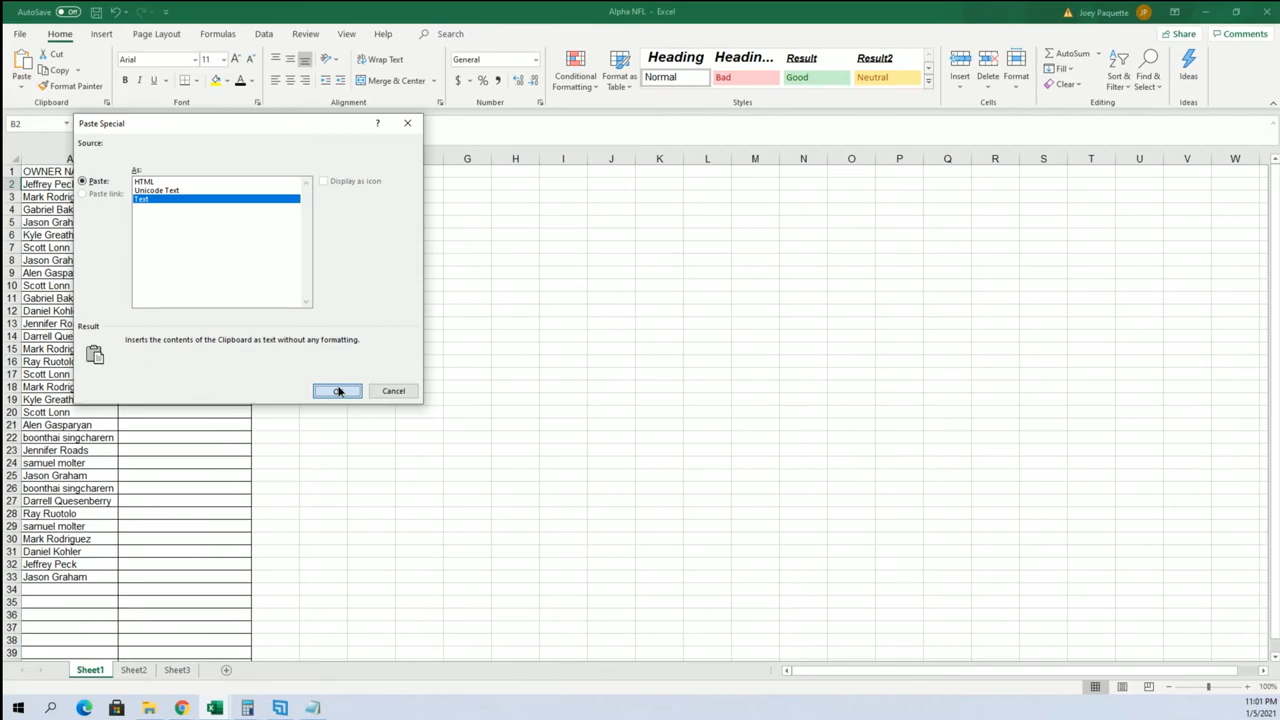 AutoSave Off Alpha NFL - Excel Joey Paquette JP
File Home Insert Page Layout Formulas Data Review View Help Search Share Comments
Paste Cut Copy Format Painter Clipboard
Arial 11 A A B I U A Font
Wrap Text Merge & Center Alignment
General $ % , Number
Conditional Formatting Format as Table
Heading Headin... Result Result2
Normal Bad Good Neutral
Styles
Insert Delete Format Cells
AutoSum Fill Clear Sort & Filter Find & Select Editing
Ideas Ideas
B2
Paste Special ?
Source:
As:
Paste: HTML Display as icon
Paste link: Unicode Text
Text
Result
Inserts the contents of the Clipboard as text without any formatting.
Cancel
A G H I J K L M N O P Q R S T U V W
1 OWNER NA
2 Jeffrey Peck
3 Mark Rodrig
4 Gabriel Bak
5 Jason Grah
6 Kyle Greath
7 Scott Lonn
8 Jason Grah
9 Alen Gaspa
10 Scott Lonn
11 Gabriel Bak
12 Daniel Kohl
13 Jennifer Ro
14 Darrell Ques
15 Mark Rodrig
16 Ray Ruotolo
17 Scott Lonn
18 Mark Rodrig
19 Kyle Greath
20 Scott Lonn
21 Alen Gasparyan
22 boonthai singcharern
23 Jennifer Roads
24 samuel molter
25 Jason Graham
26 boonthai singcharern
27 Darrell Quesenberry
28 Ray Ruotolo
29 samuel molter
30 Mark Rodriguez
31 Daniel Kohler
32 Jeffrey Peck
33 Jason Graham
34
35
36
37
38
39
Sheet1 Sheet2 Sheet3
100%
11:01 PM
1/5/2021